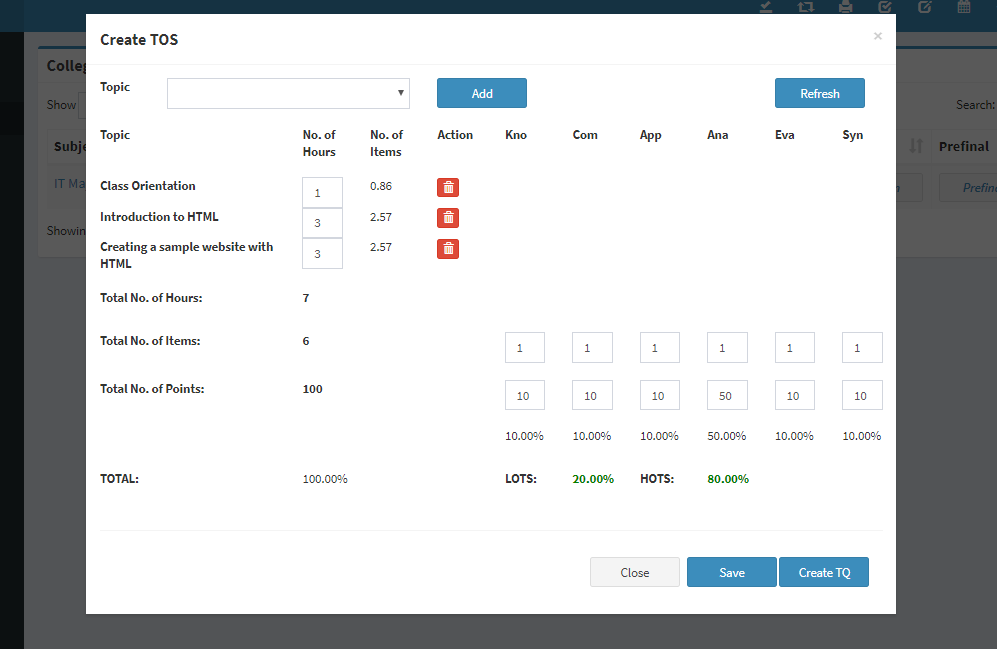 Create TOS
×
Colleg
Topic
Add
Refresh
Show
Search:
Topic No. of Hours No. of Items Action Kno Com App Ana Eva Syn
Subje
Prefinal
Class Orientation 1 0.86
IT Ma
Prefin
Introduction to HTML 3 2.57
Showin
Creating a sample website with HTML 3 2.57
Total No. of Hours: 7
Total No. of Items: 6 1 1 1 1 1 1
Total No. of Points: 100 10 10 10 50 10 10
10.00% 10.00% 10.00% 50.00% 10.00% 10.00%
TOTAL: 100.00% LOTS: 20.00% HOTS: 80.00%
Close
Save
Create TQ